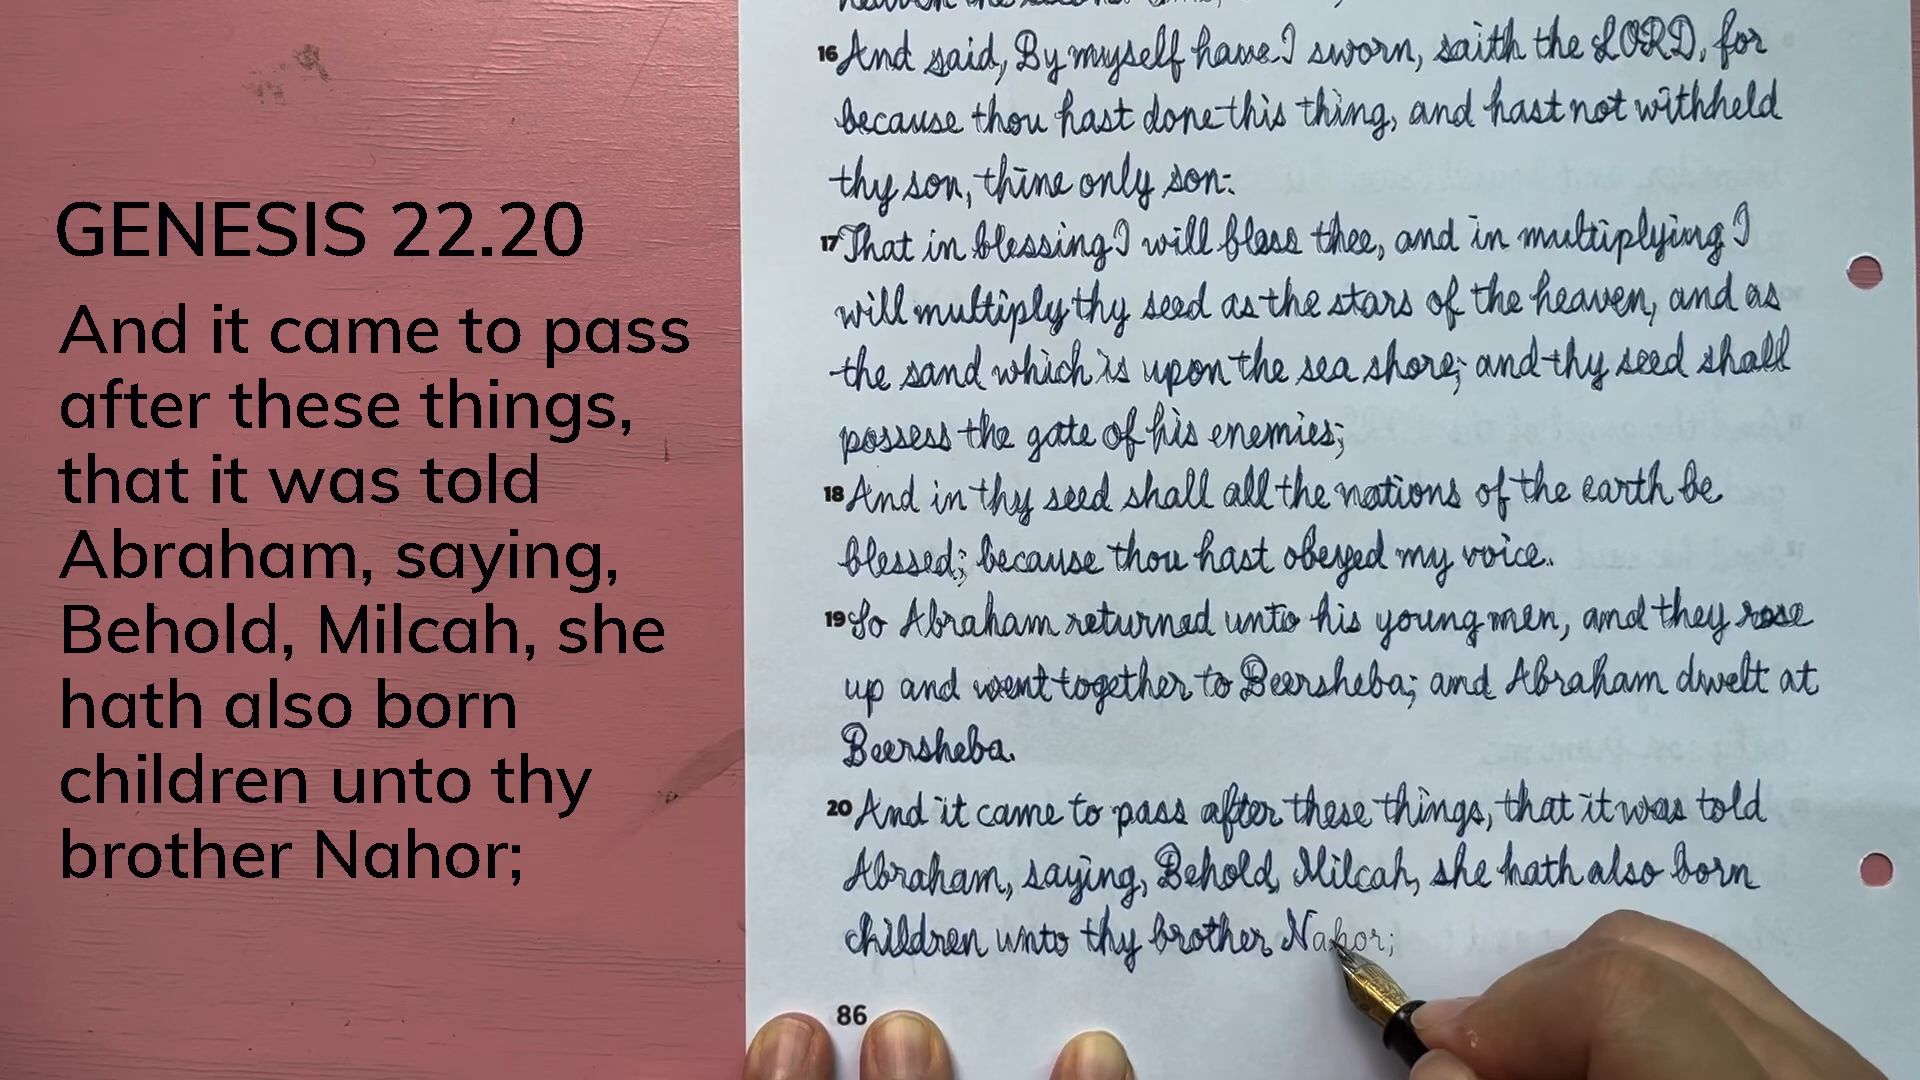 GENESIS 22.20
And it came to pass
after these things,
that it was told
Abraham, saying,
Behold, Milcah, she
hath also born
children unto thy
brother Nahor;
heaven the second
16 And said, By myself have I sworn, saith the LORD, for
because thou hast done this thing, and hast not withheld
thy son, thine only son:
17 That in blessing I will bless thee, and in multiplying I
will multiply thy seed as the stars of the heaven, and as
the sand which is upon the sea shore; and thy seed shall
possess the gate of his enemies;
18 And in thy seed shall all the nations of the earth be
blessed; because thou hast obeyed my voice.
19 So Abraham returned unto his young men, and they rose
up and went together to Beersheba; and Abraham dwelt at
Beersheba.
20 And it came to pass after these things, that it was told
Abraham, saying, Behold, Milcah, she hath also born
children unto thy brother Nahor;
86